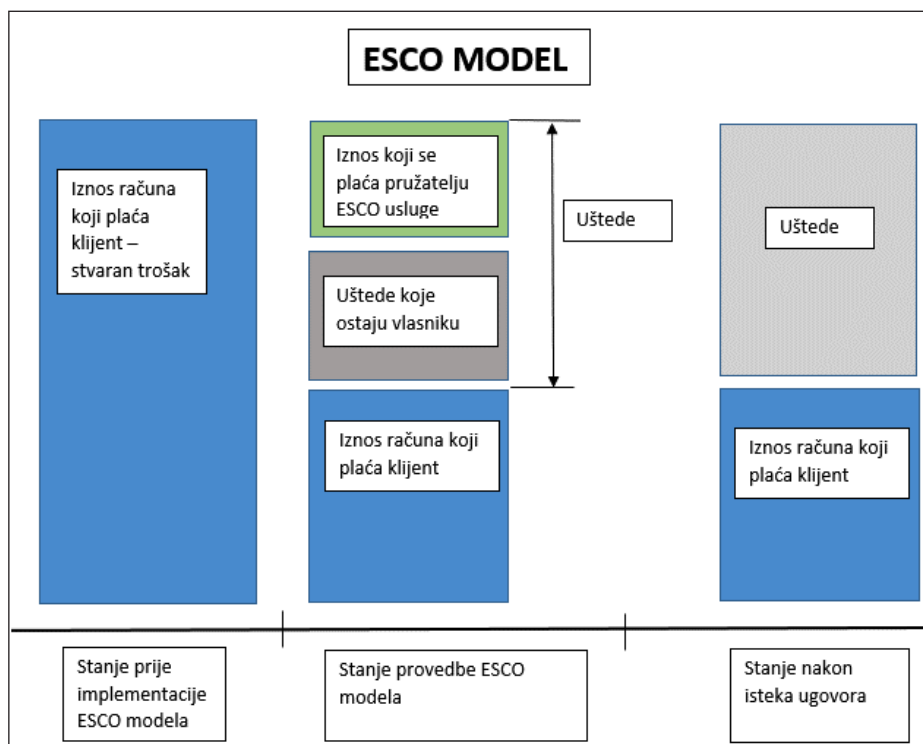 ESCO MODEL
Iznos računa
koji plaća
klijent –
stvaran trošak
Iznos koji se
plaća pružatelju
ESCO usluge
Uštede
Uštede koje
ostaju vlasniku
Iznos računa koji
plaća klijent
Uštede
Iznos računa koji
plaća klijent
Stanje prije
implementacije
ESCO modela
Stanje provedbe ESCO
modela
Stanje nakon
isteka ugovora